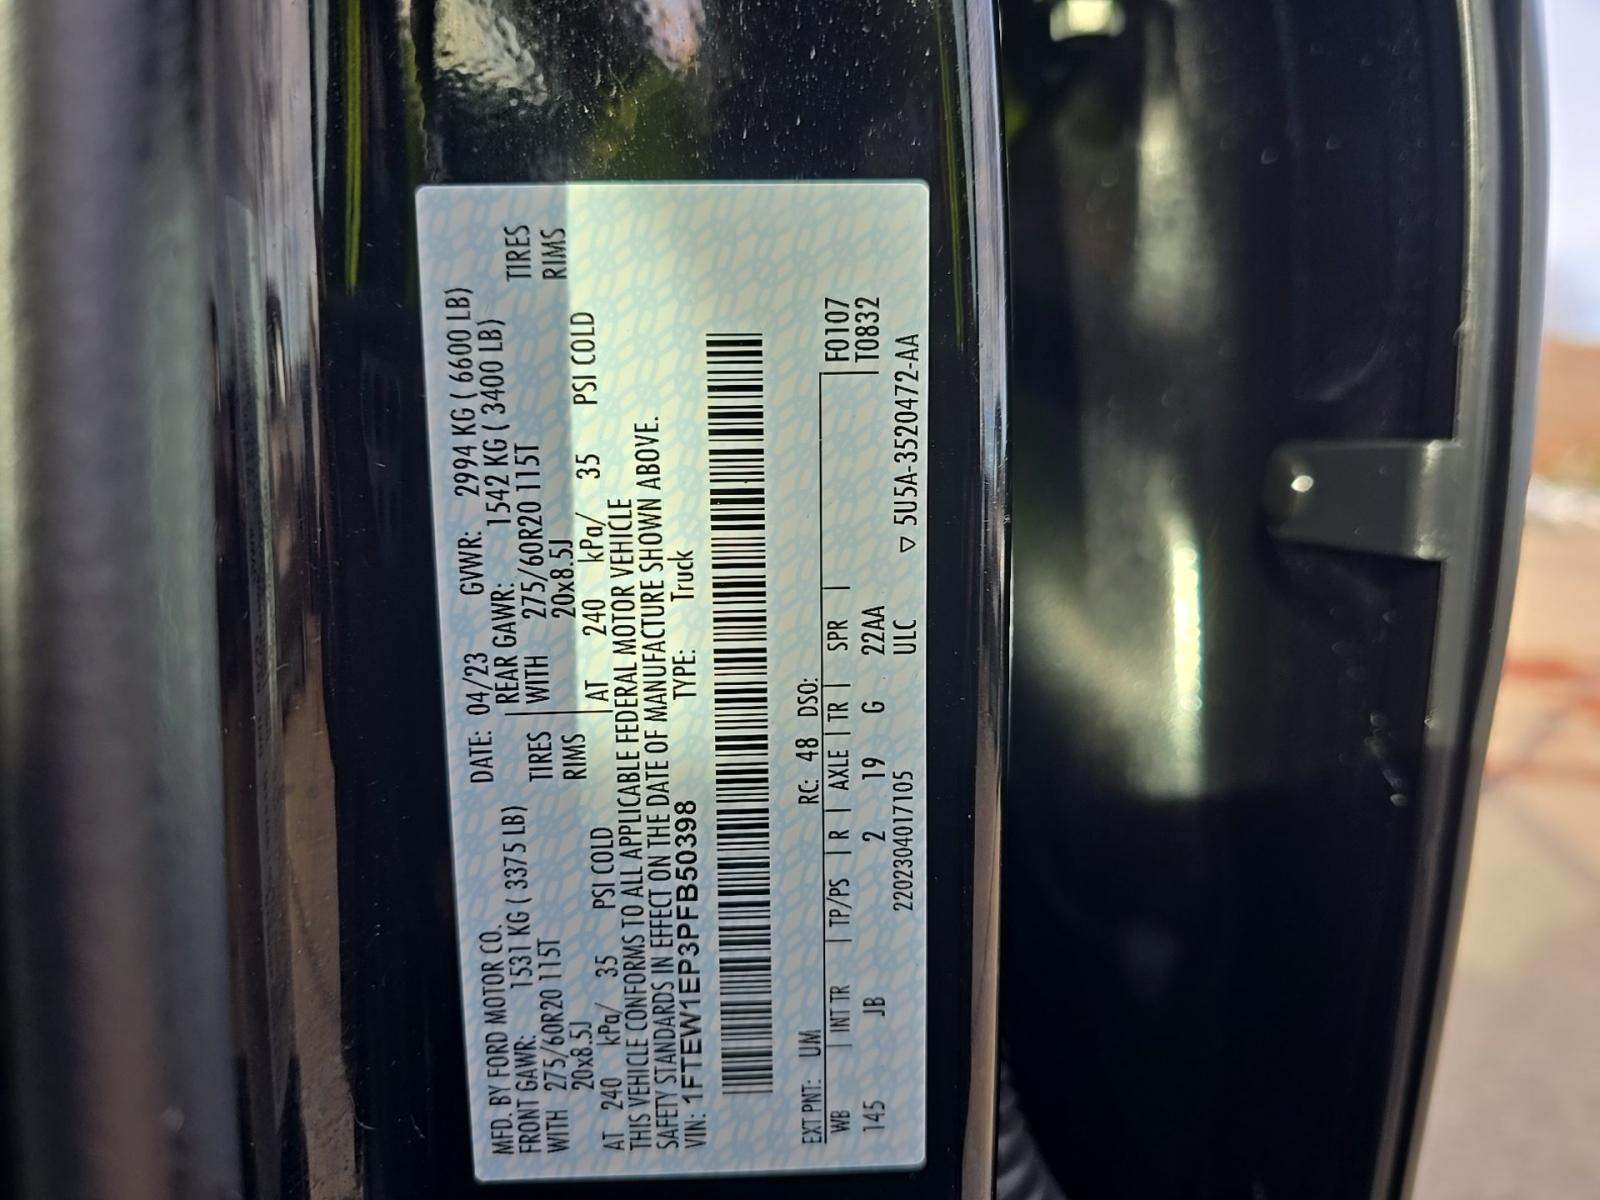 MFD. BY FORD MOTOR CO. DATE: 04/23 GVWR: 2994 KG ( 6600 LB)
FRONT GAWR: 1531 KG ( 3375 LB) REAR GAWR: 1542 KG ( 3400 LB)
WITH 275/60R20 115T TIRES WITH 275/60R20 115T TIRES
20x8.5J RIMS 20x8.5J RIMS
AT 240 kPa/ 35 PSI COLD AT 240 kPa/ 35 PSI COLD
THIS VEHICLE CONFORMS TO ALL APPLICABLE FEDERAL MOTOR VEHICLE
SAFETY STANDARDS IN EFFECT ON THE DATE OF MANUFACTURE SHOWN ABOVE.
VIN: 1FTEW1EP3PFB50398 TYPE: Truck
EXT PNT: UM RC: 48 DSO:
WB | INT TR | TP/PS | R | AXLE | TR | SPR | F0107
145 JB 2 19 G 22AA T0832
220230401​7105 ULC ▽ 5U5A-3520472-AA